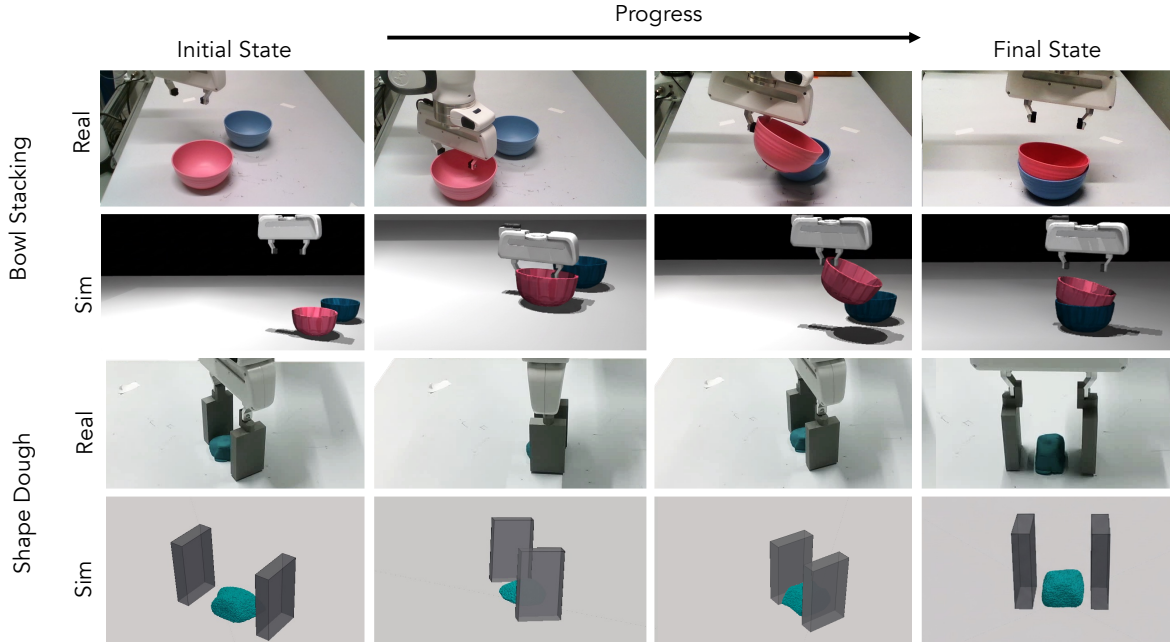 Progress
Initial State
Final State
Bowl Stacking
Real
Sim
Shape Dough
Real
Sim